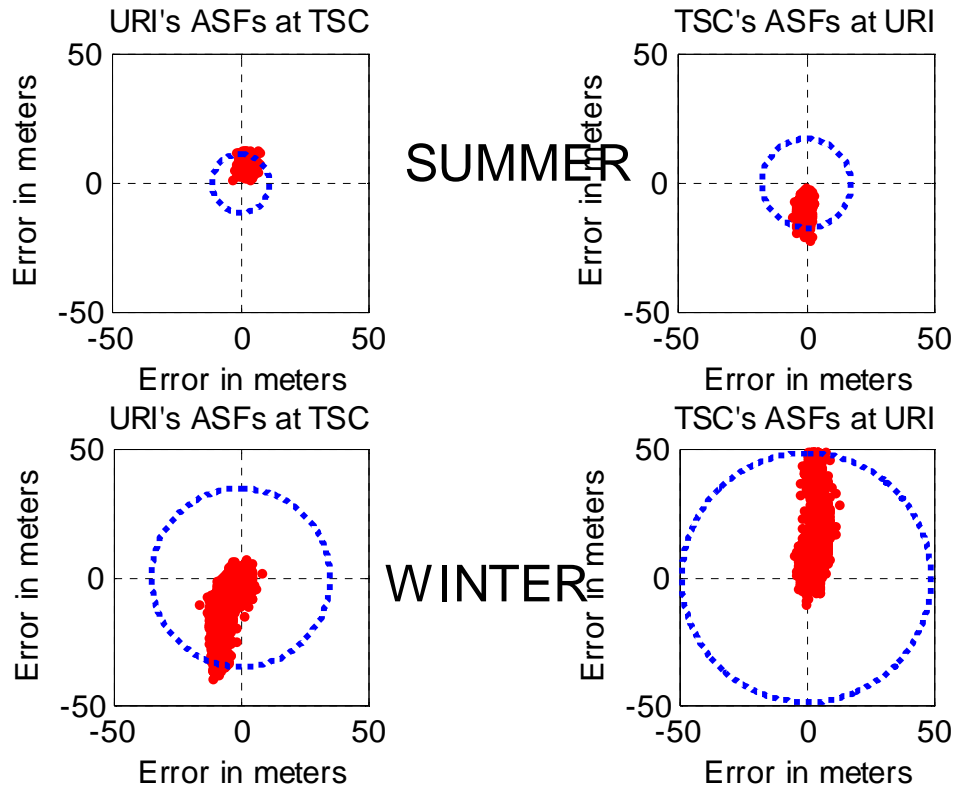 URI's ASFs at TSC
TSC's ASFs at URI
50
0
-50
Error in meters
-50 0 50
Error in meters
SUMMER
50
0
-50
Error in meters
-50 0 50
Error in meters
URI's ASFs at TSC
TSC's ASFs at URI
50
0
-50
Error in meters
-50 0 50
Error in meters
WINTER
50
0
-50
Error in meters
-50 0 50
Error in meters